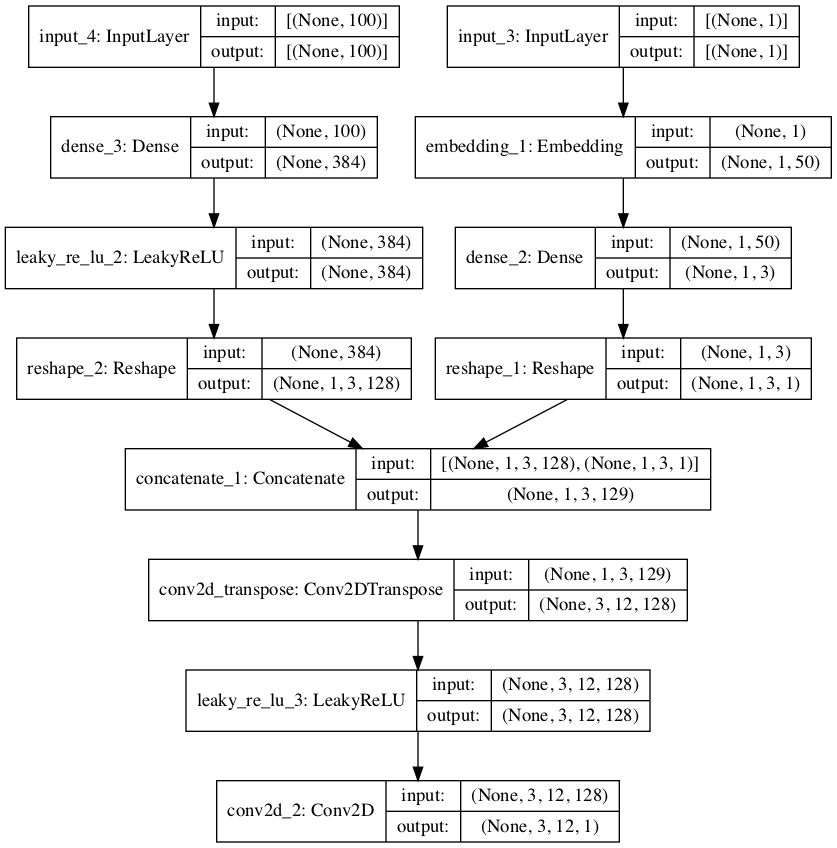 input_4: InputLayer
input: [(None, 100)]
output: [(None, 100)]
input_3: InputLayer
input: [(None, 1)]
output: [(None, 1)]
dense_3: Dense
input: (None, 100)
output: (None, 384)
embedding_1: Embedding
input: (None, 1)
output: (None, 1, 50)
leaky_re_lu_2: LeakyReLU
input: (None, 384)
output: (None, 384)
dense_2: Dense
input: (None, 1, 50)
output: (None, 1, 3)
reshape_2: Reshape
input: (None, 384)
output: (None, 1, 3, 128)
reshape_1: Reshape
input: (None, 1, 3)
output: (None, 1, 3, 1)
concatenate_1: Concatenate
input: [(None, 1, 3, 128), (None, 1, 3, 1)]
output: (None, 1, 3, 129)
conv2d_transpose: Conv2DTranspose
input: (None, 1, 3, 129)
output: (None, 3, 12, 128)
leaky_re_lu_3: LeakyReLU
input: (None, 3, 12, 128)
output: (None, 3, 12, 128)
conv2d_2: Conv2D
input: (None, 3, 12, 128)
output: (None, 3, 12, 1)